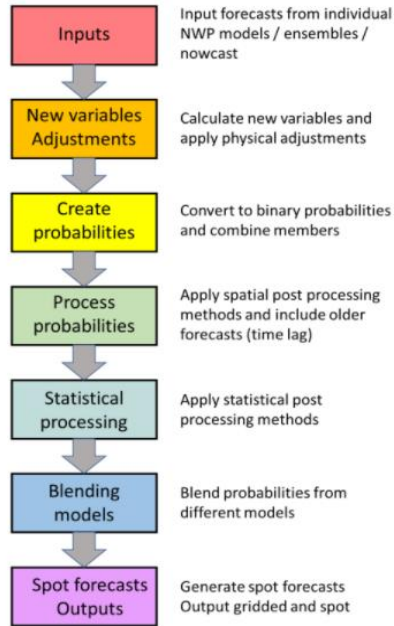 Inputs
Input forecasts from individual
NWP models / ensembles /
nowcast
New variables
Adjustments
Calculate new variables and
apply physical adjustments
Create
probabilities
Convert to binary probabilities
and combine members
Process
probabilities
Apply spatial post processing
methods and include older
forecasts (time lag)
Statistical
processing
Apply statistical post
processing methods
Blending
models
Blend probabilities from
different models
Spot forecasts
Outputs
Generate spot forecasts
Output gridded and spot